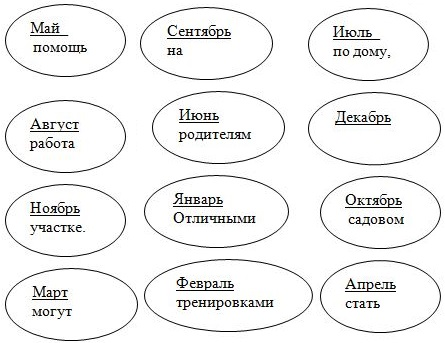 Май
помощь
Сентябрь
на
Июль
по дому,
Август
работа
Июнь
родителям
Декабрь
Ноябрь
участке.
Январь
Отличными
Октябрь
садовом
Март
могут
Февраль
тренировками
Апрель
стать